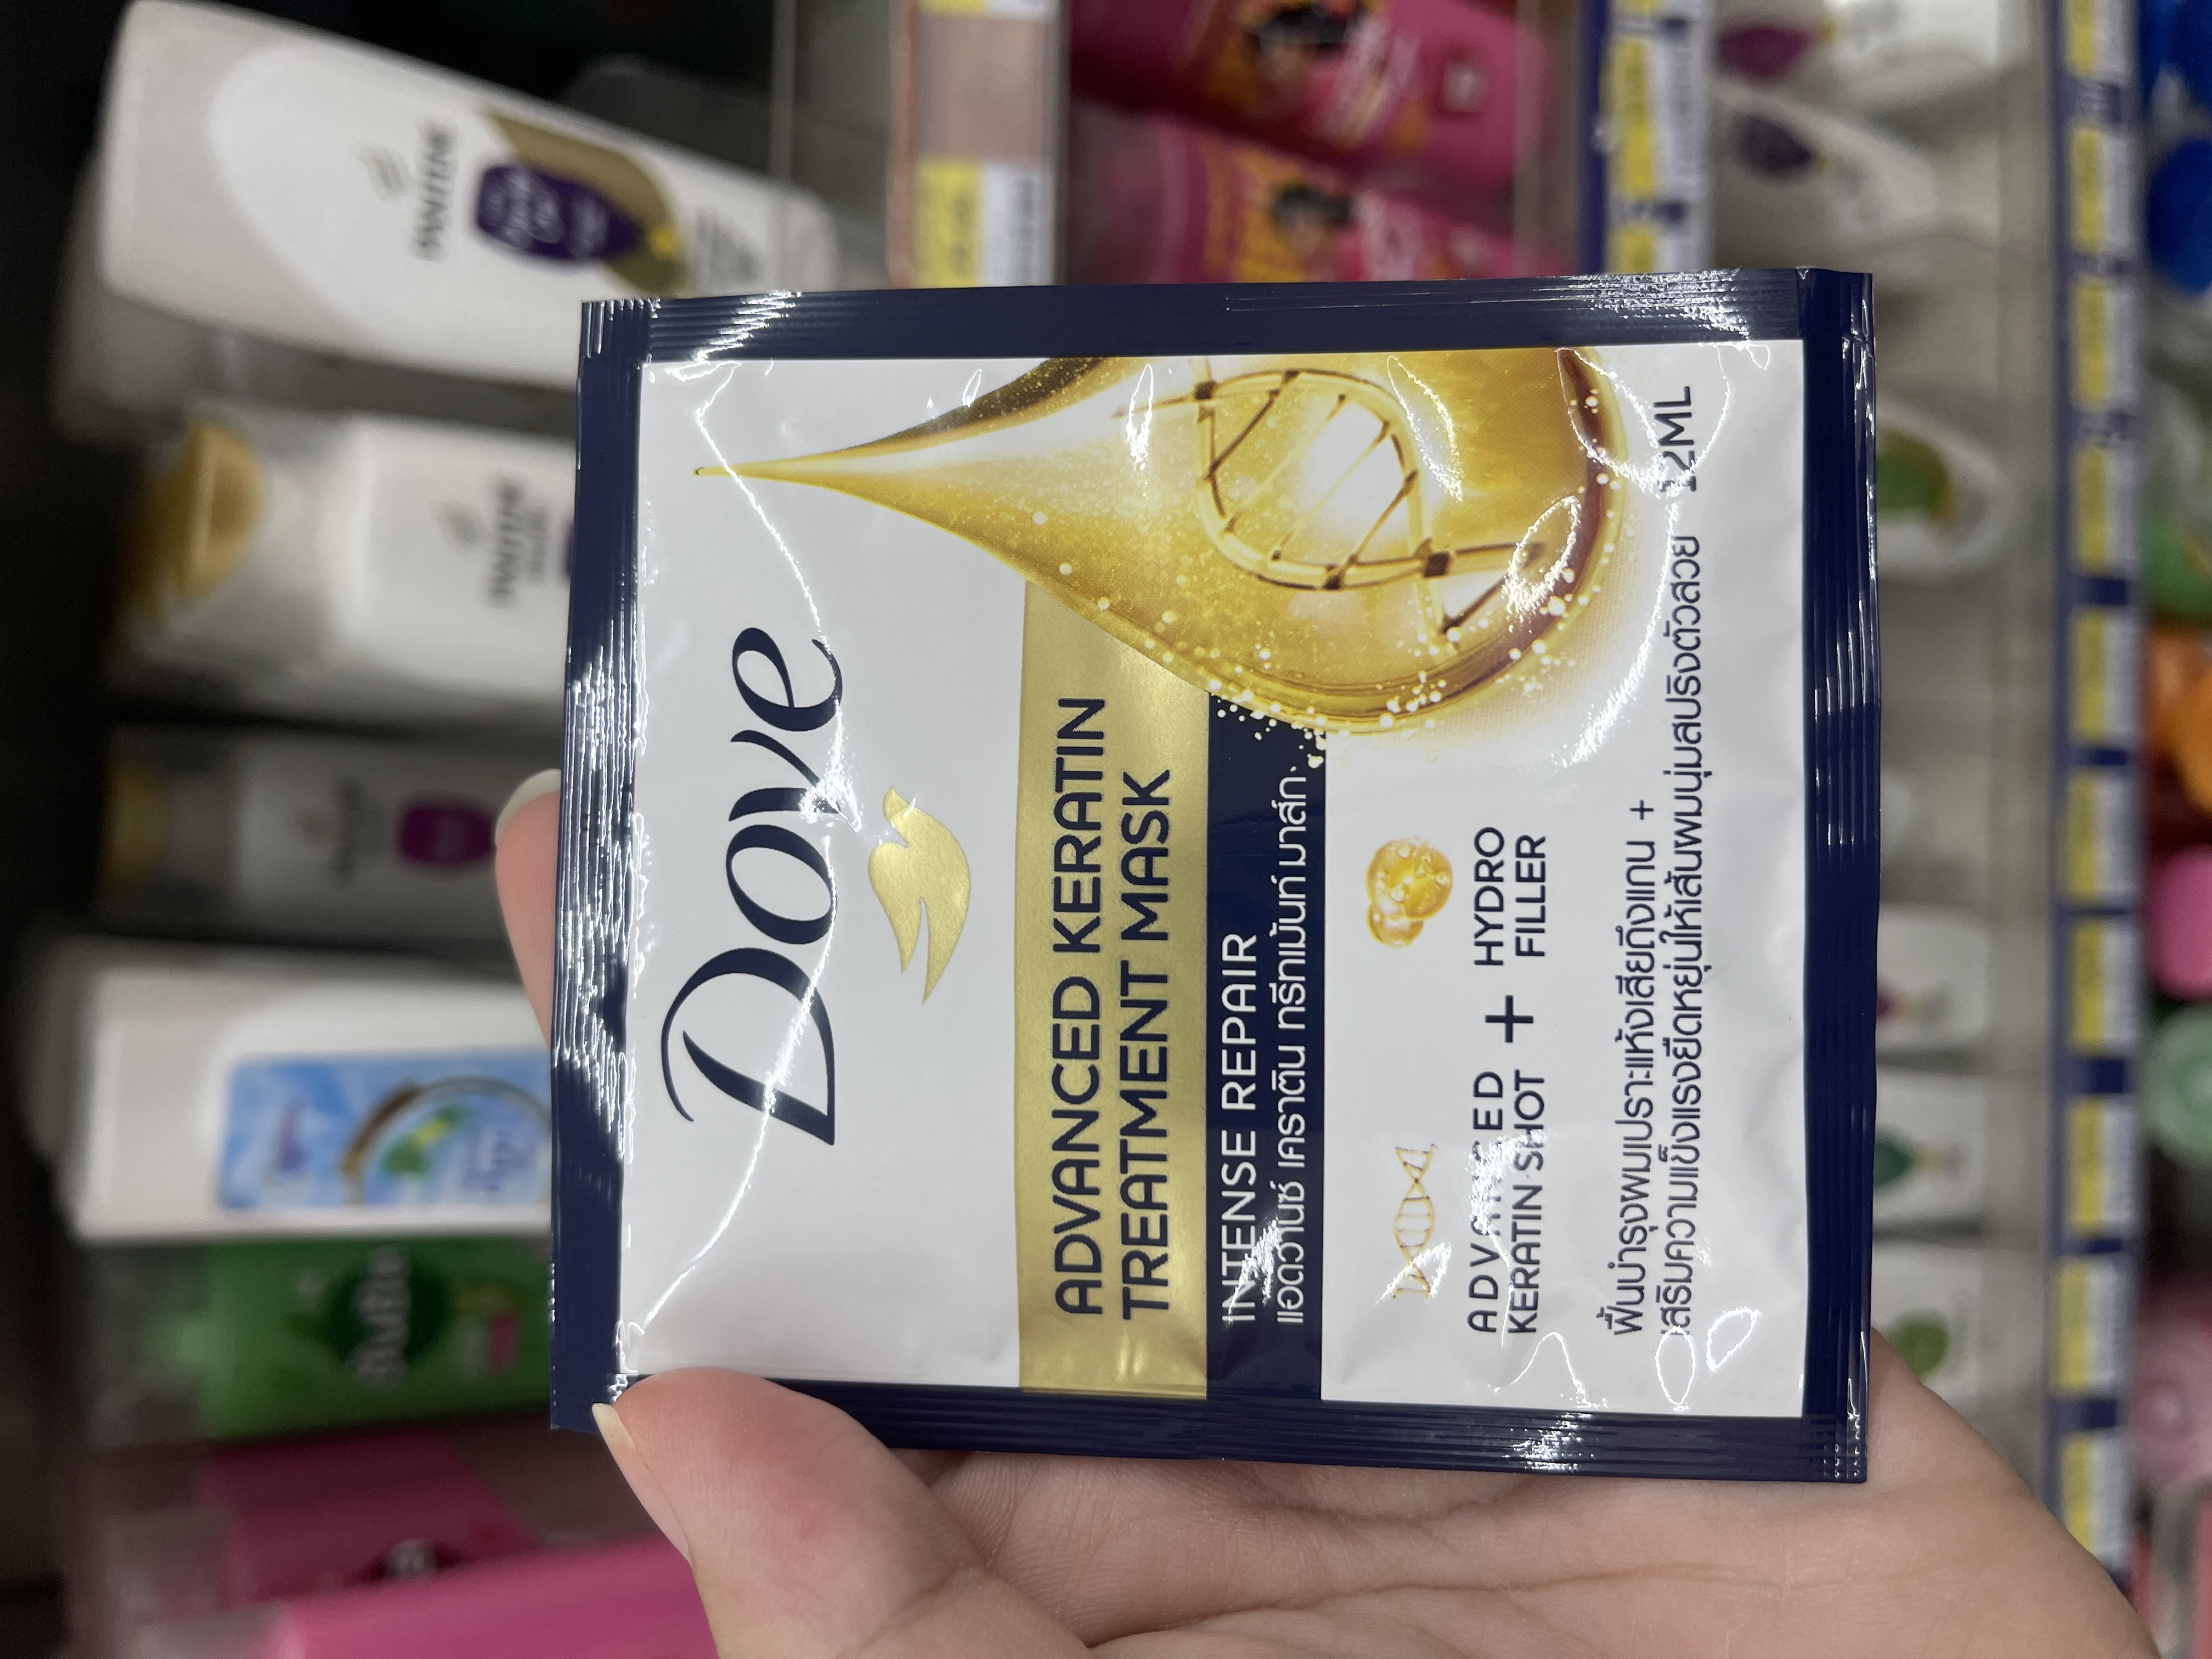 Dove
ADVANCED KERATIN
TREATMENT MASK
INTENSE REPAIR
แอดวานซ์ เคราติน ทรีทเม้นท์ มาส์ก
ADVANCED
KERATIN SHOT
+
HYDRO
FILLER
ฟื้นบำรุงผมเปราะแห้งเสียถึงแกน +
เสริมความแข็งแรงยืดหยุ่นให้เส้นผมนุ่มสปริงตัวสวย 12ML
PANTENE
PANTENE